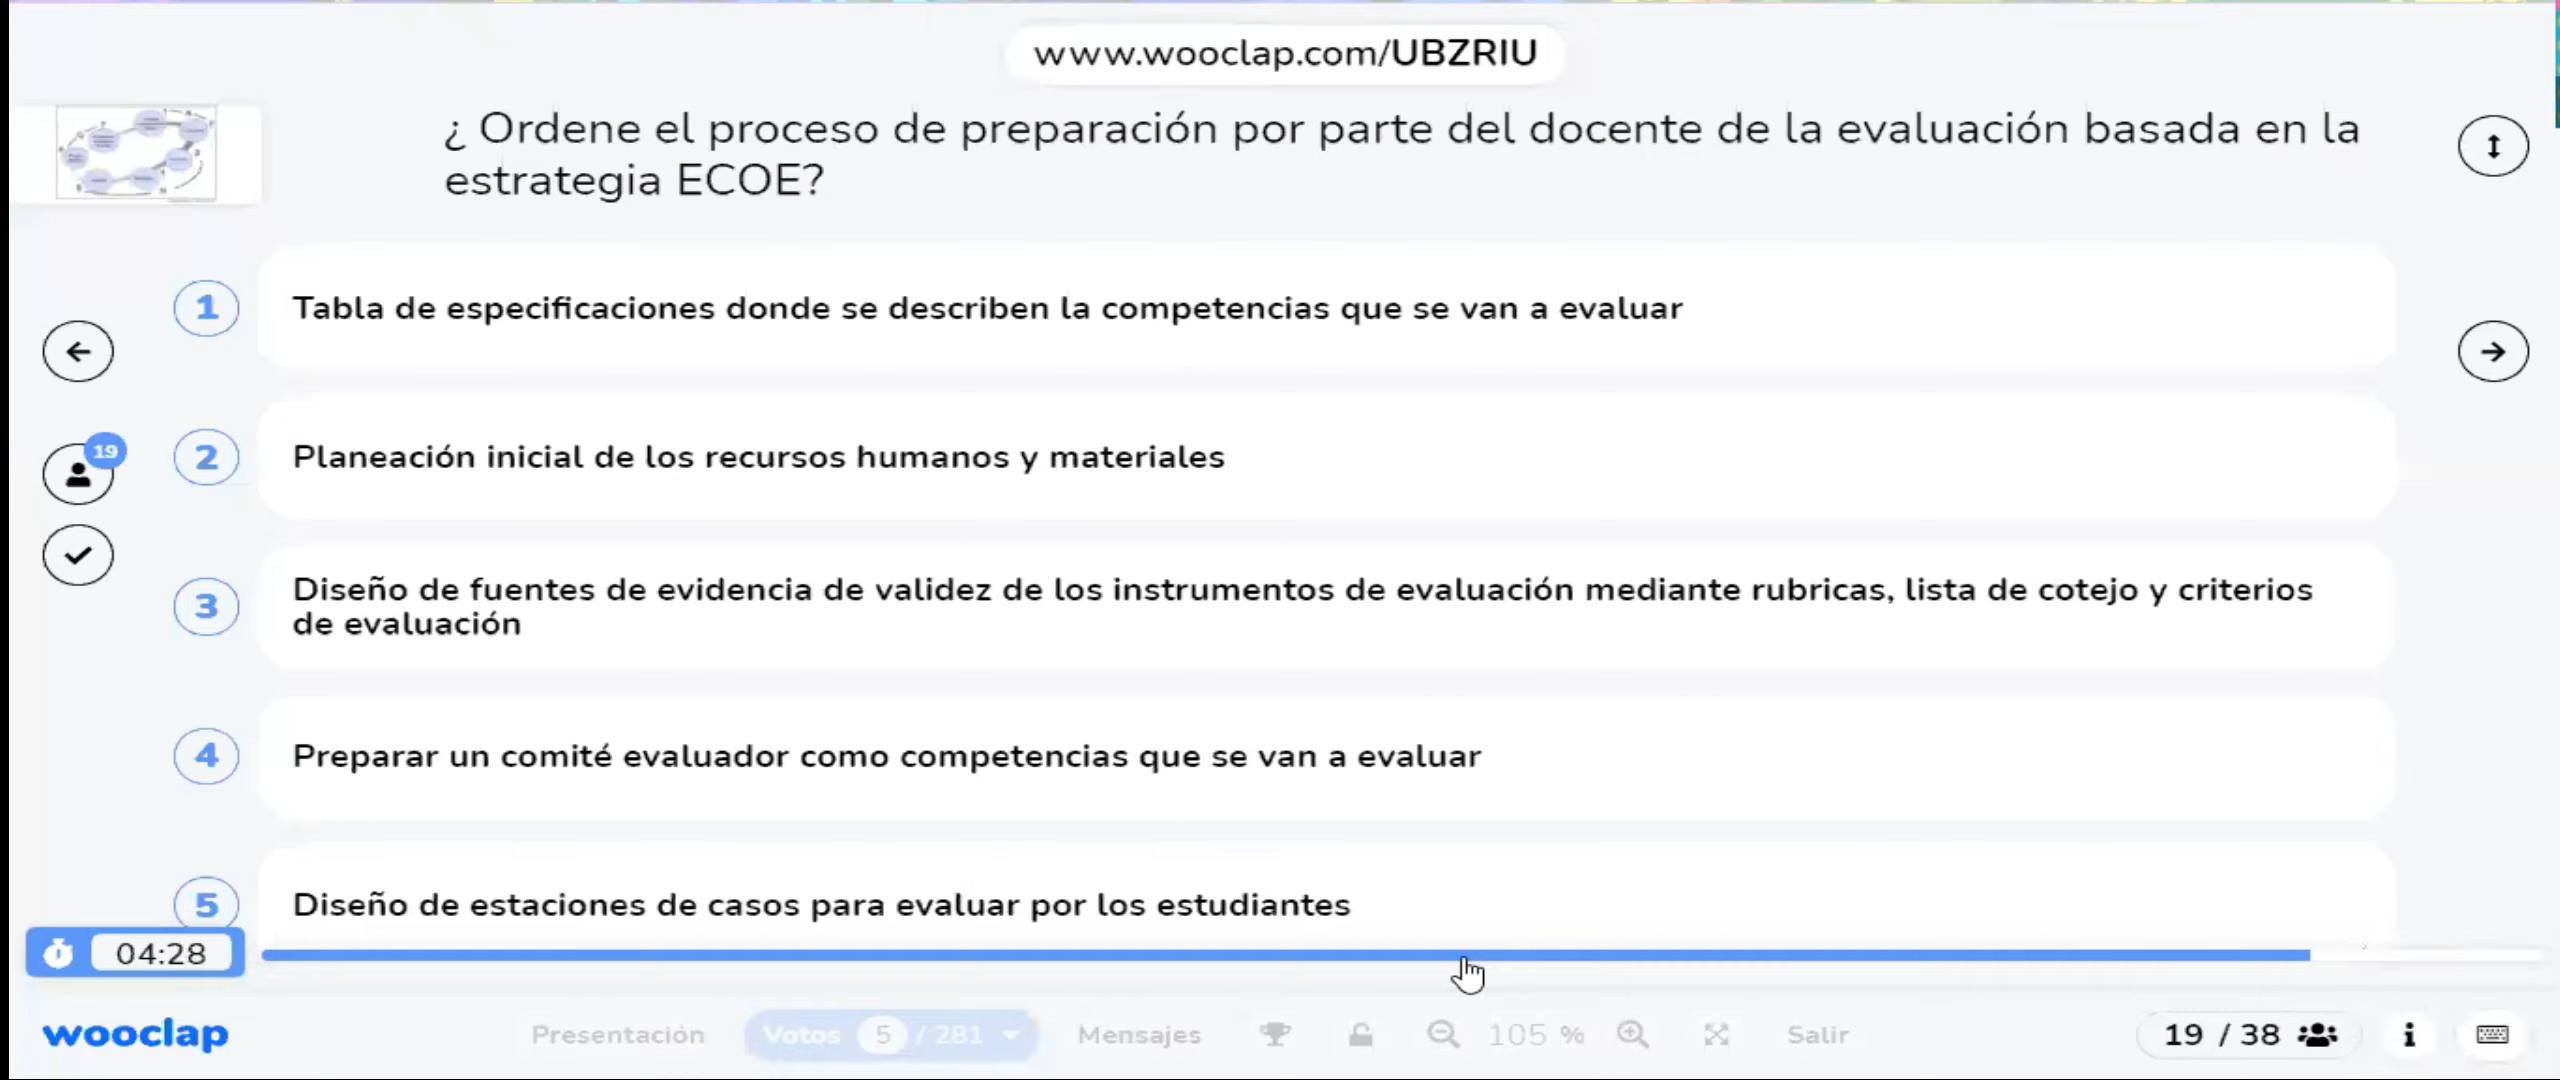 www.wooclap.com/UBZRIU
¿ Ordene el proceso de preparación por parte del docente de la evaluación basada en la
estrategia ECOE?
1
Tabla de especificaciones donde se describen la competencias que se van a evaluar
19
2
Planeación inicial de los recursos humanos y materiales
3
Diseño de fuentes de evidencia de validez de los instrumentos de evaluación mediante rubricas, lista de cotejo y criterios
de evaluación
4
Preparar un comité evaluador como competencias que se van a evaluar
5
Diseño de estaciones de casos para evaluar por los estudiantes
04:28
wooclap
Presentación
Votos 5 / 281
Mensajes
105 %
Salir
19 / 38
i